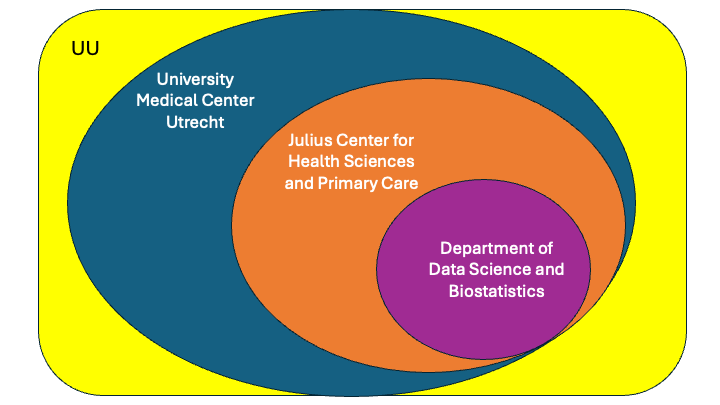 UU
University
Medical Center
Utrecht
Julius Center for
Health Sciences
and Primary Care
Department of
Data Science and
Biostatistics